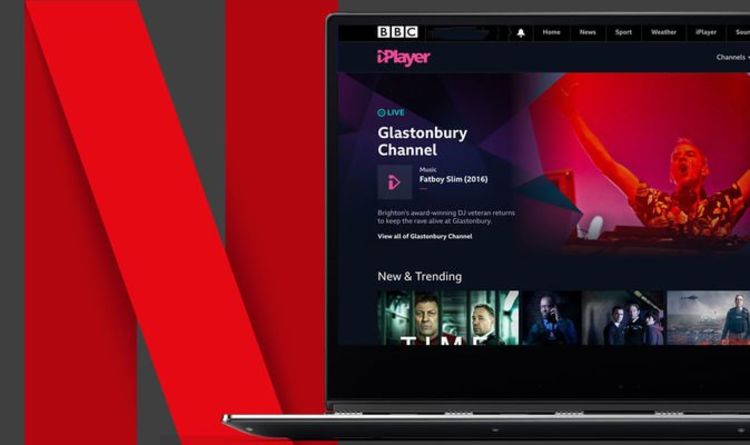 BBC
Home News Sport Weather iPlayer Soun
iPlayer
Channels
LIVE
Glastonbury
Channel
Music
Fatboy Slim (2016)
Brighton's award-winning DJ veteran returns
to keep the rave alive at Glastonbury.
View all of Glastonbury Channel
New & Trending
TIME